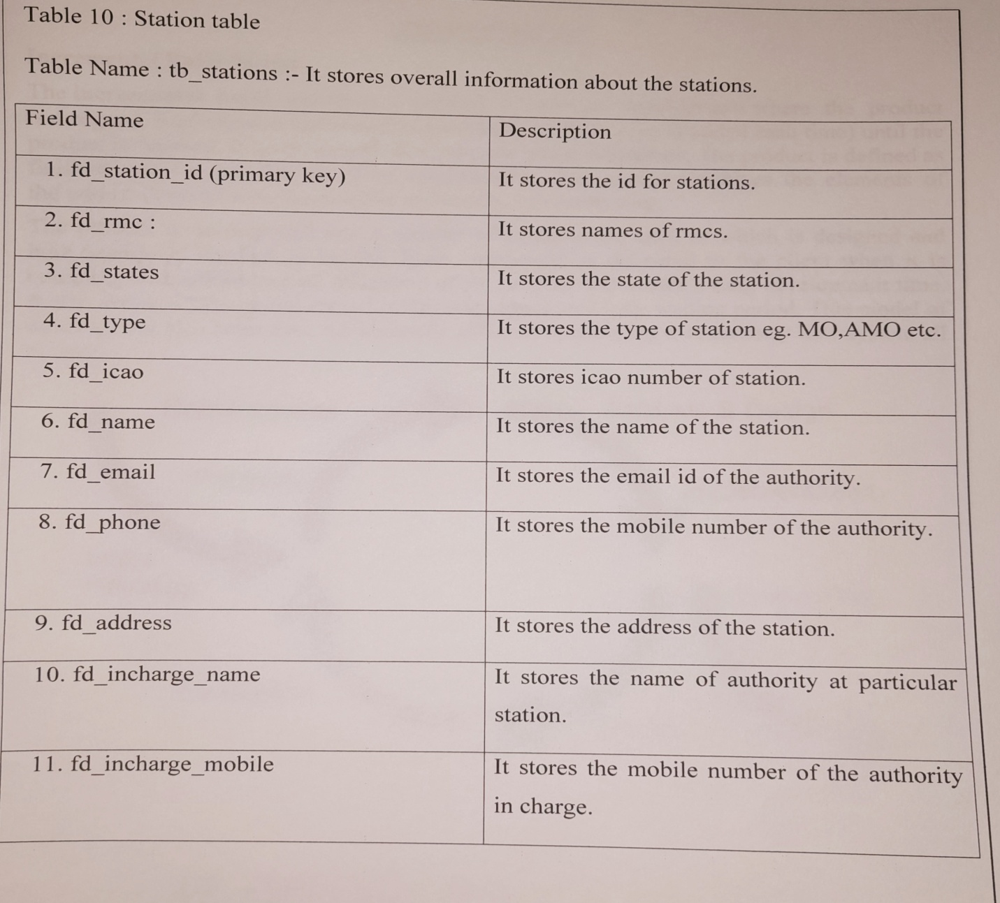 Table 10 : Station table
Table Name : tb_stations :- It stores overall information about the stations.
Field Name
Description
1. fd_station_id (primary key)
It stores the id for stations.
2. fd_rmc :
It stores names of rmcs.
3. fd_states
It stores the state of the station.
4. fd_type
It stores the type of station eg. MO,AMO etc.
5. fd_icao
It stores icao number of station.
6. fd_name
It stores the name of the station.
7. fd_email
It stores the email id of the authority.
8. fd_phone
It stores the mobile number of the authority.
9. fd_address
It stores the address of the station.
10. fd_incharge_name
It stores the name of authority at particular
station.
11. fd_incharge_mobile
It stores the mobile number of the authority
in charge.